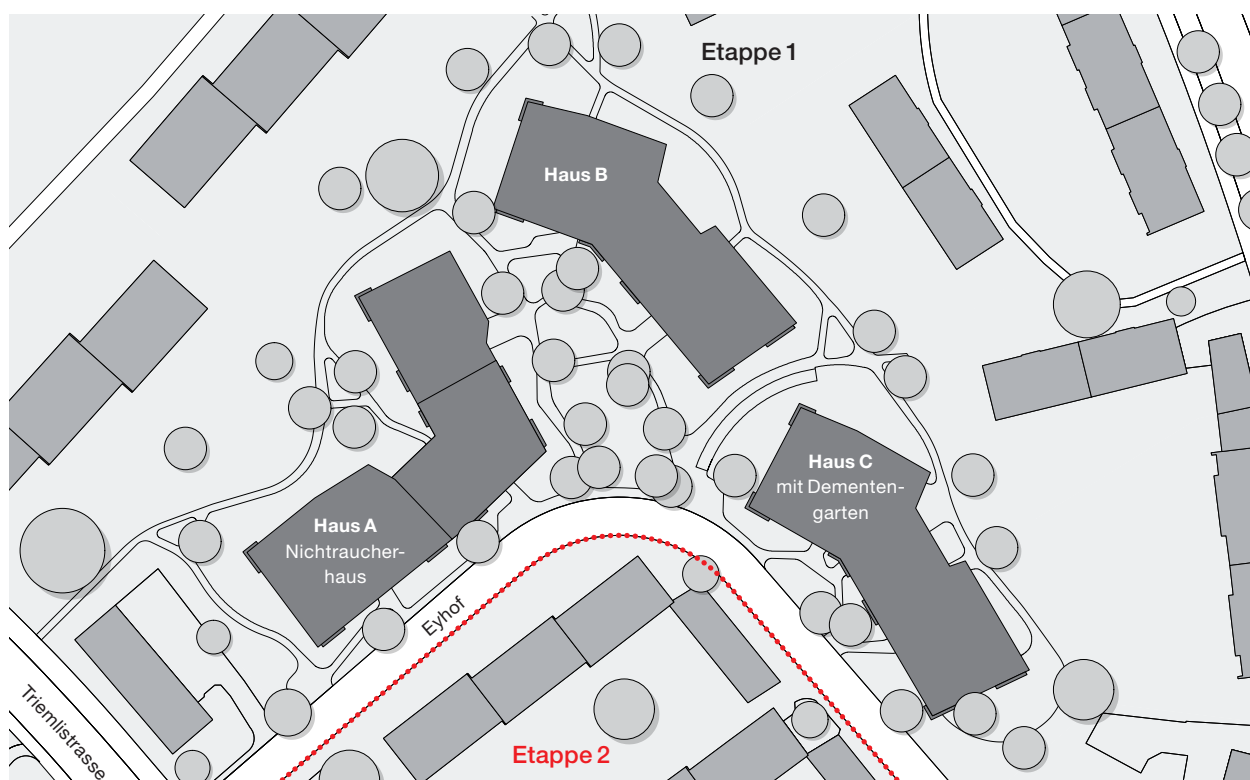 Etappe 1
Haus B
Haus C
mit Dementen-
garten
Haus A
Nichtraucher-
haus
Eyhof
Triemlistrasse
Etappe 2